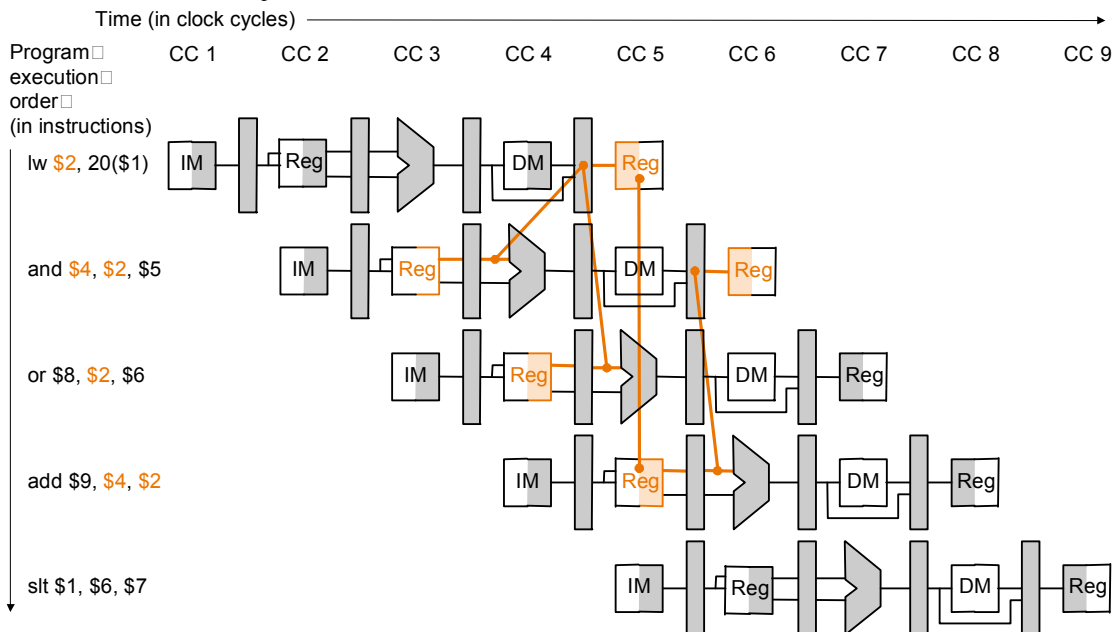 Time (in clock cycles)
Program□ CC 1 CC 2 CC 3 CC 4 CC 5 CC 6 CC 7 CC 8 CC 9
execution□
order□
(in instructions)
lw $2, 20($1) IM Reg DM Reg
and $4, $2, $5 IM Reg DM Reg
or $8, $2, $6 IM Reg DM Reg
add $9, $4, $2 IM Reg DM Reg
slt $1, $6, $7 IM Reg DM Reg